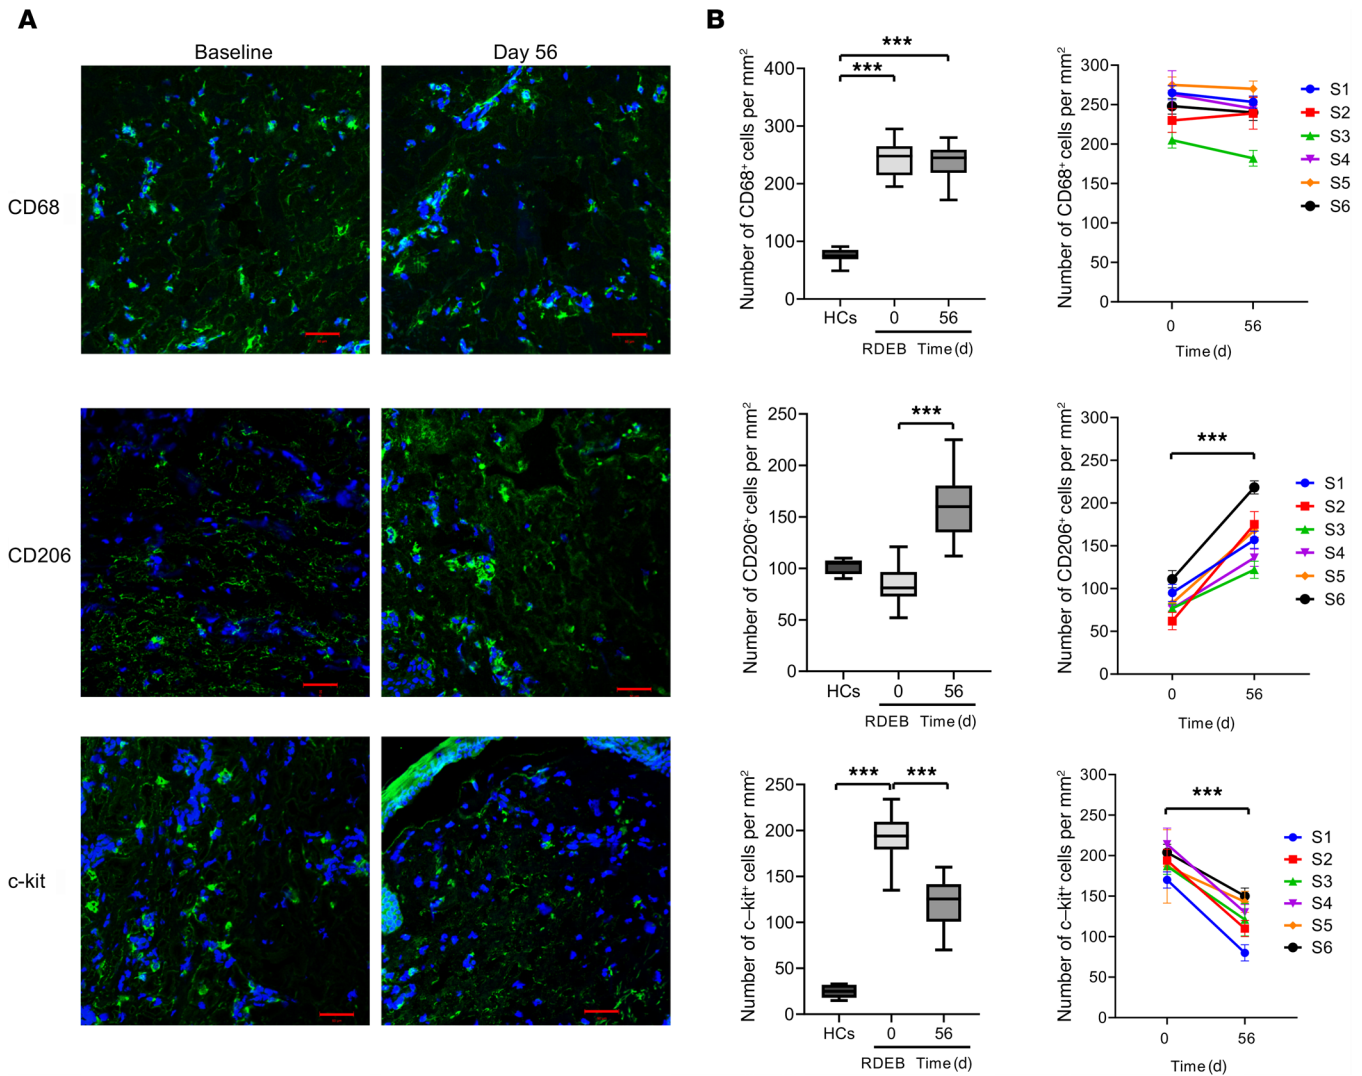 A
B
Baseline
Day 56
CD68
CD206
c-kit
Number of CD68⁺ cells per mm²
400
300
200
100
0
***
***
HCs
0
56
RDEB
Time (d)
Number of CD68⁺ cells per mm²
300
250
200
150
100
50
0
0
56
Time (d)
S1
S2
S3
S4
S5
S6
Number of CD206⁺ cells per mm²
250
200
150
100
50
0
***
HCs
0
56
RDEB
Time (d)
Number of CD206⁺ cells per mm²
300
250
200
150
100
50
0
***
0
56
Time (d)
S1
S2
S3
S4
S5
S6
Number of c–kit⁺ cells per mm²
250
200
150
100
50
0
***
***
HCs
0
56
RDEB
Time (d)
Number of c–kit⁺ cells per mm²
300
250
200
150
100
50
0
***
0
56
Time (d)
S1
S2
S3
S4
S5
S6